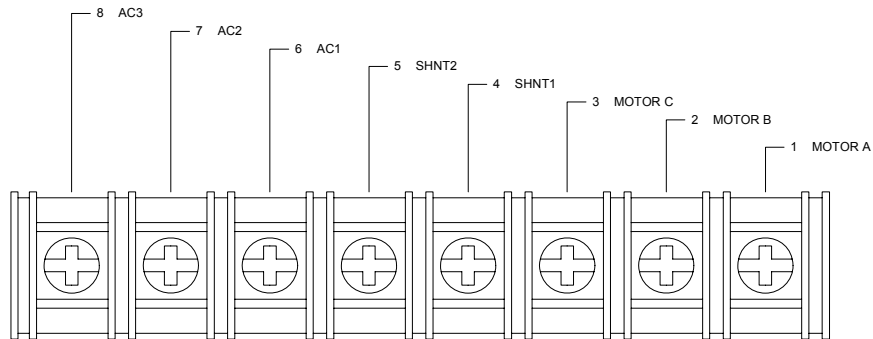 8 AC3
7 AC2
6 AC1
5 SHNT2
4 SHNT1
3 MOTOR C
2 MOTOR B
1 MOTOR A